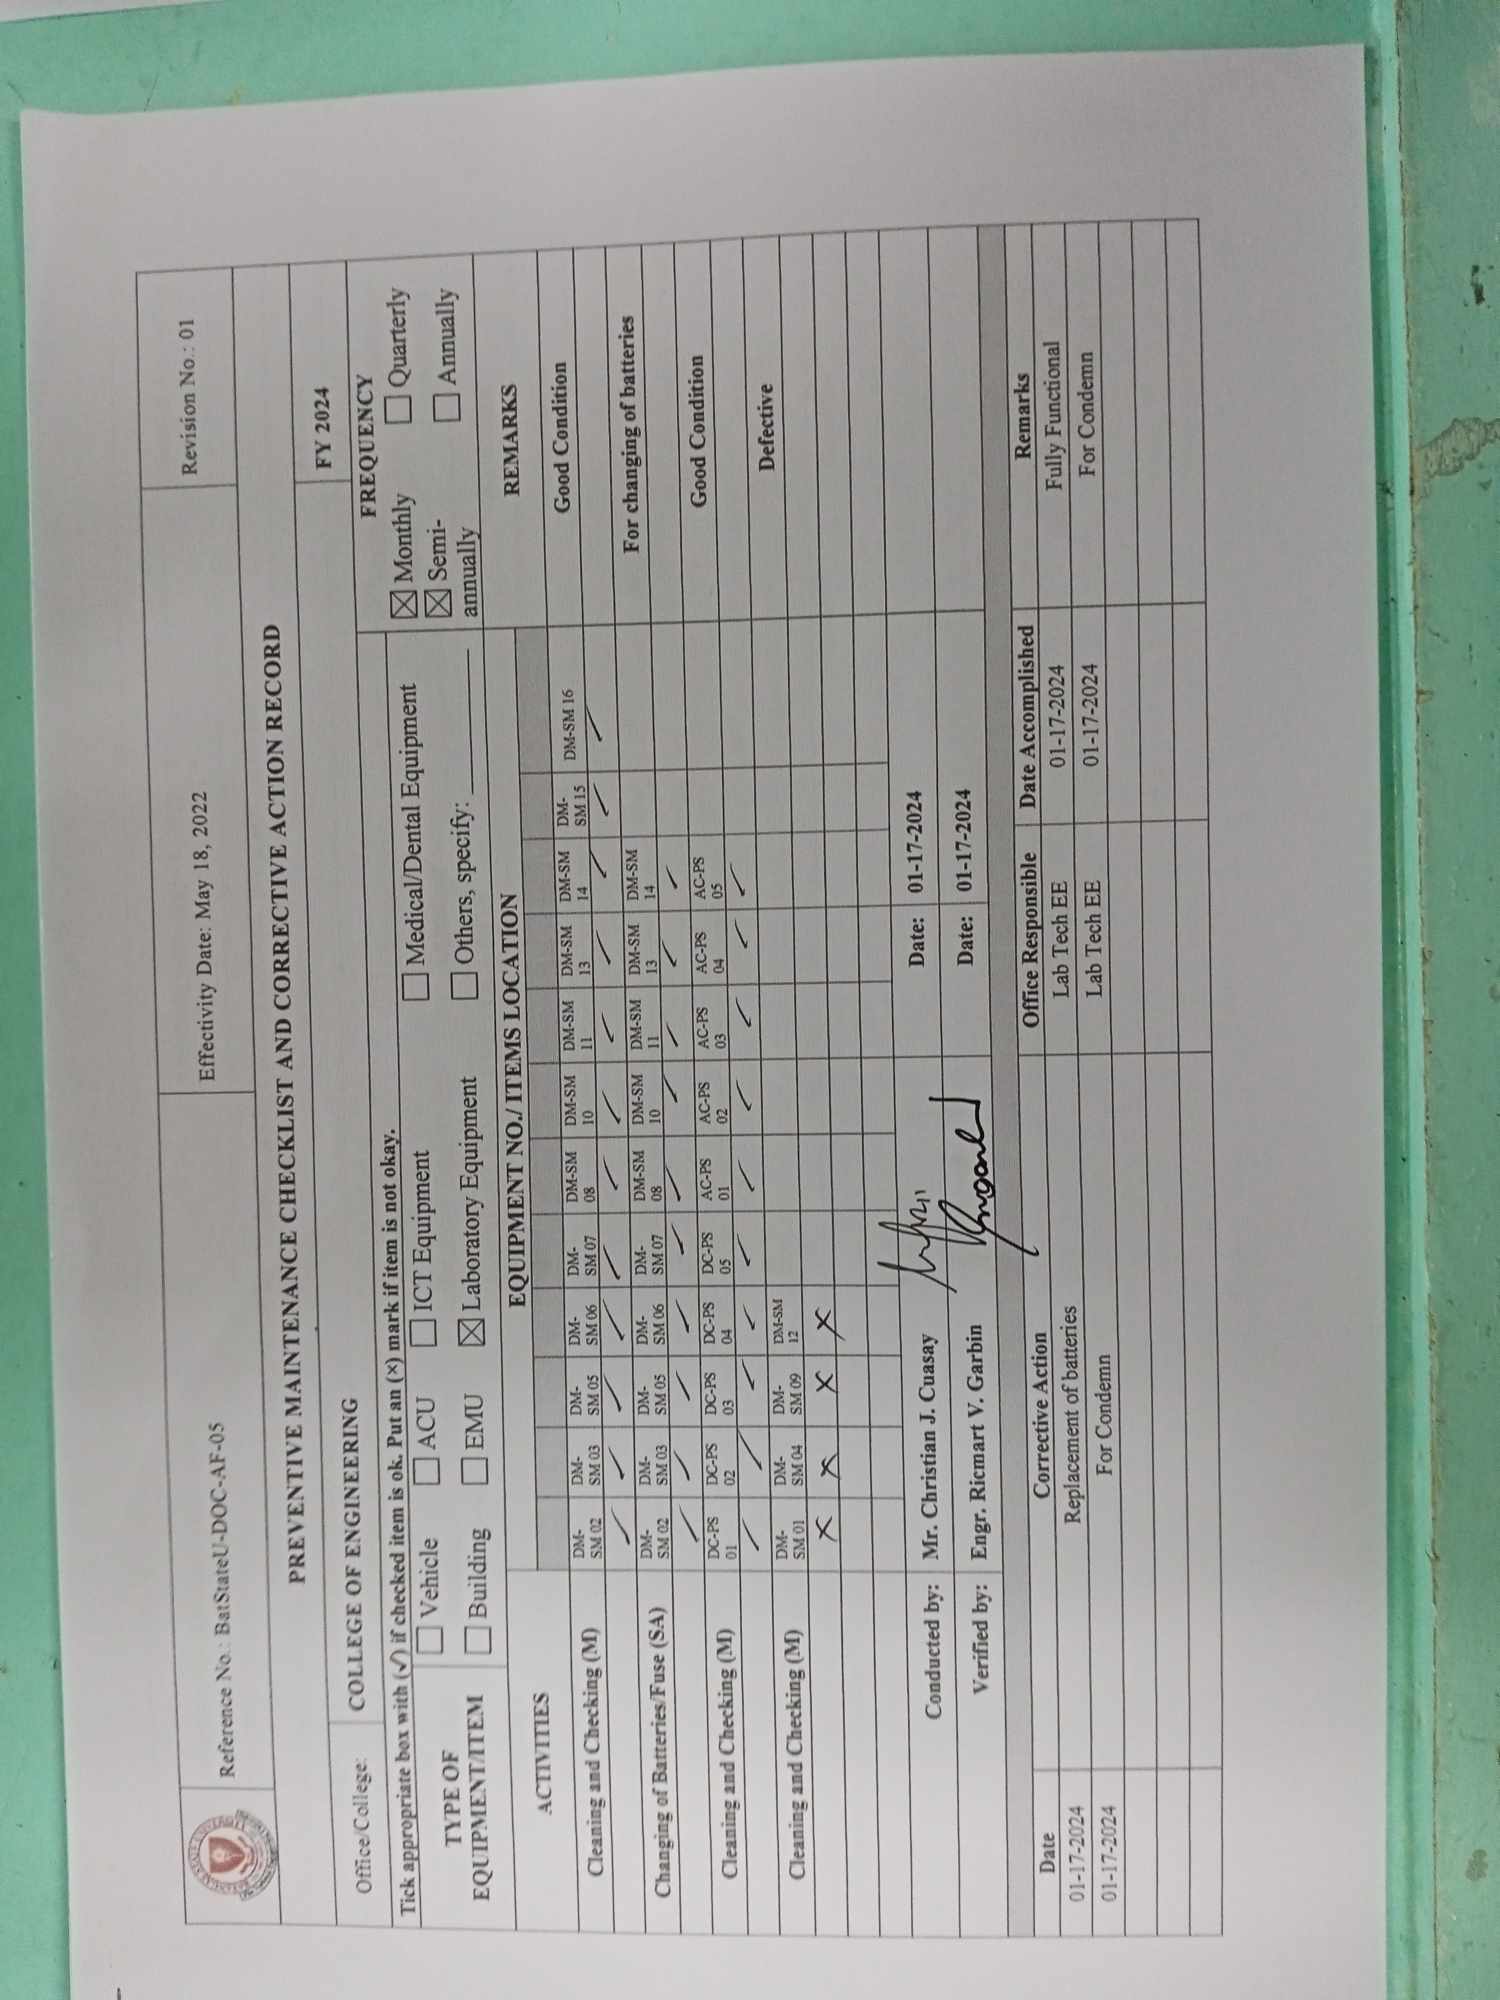 Reference No.: BatStateU-DOC-AF-05
Effectivity Date: May 18, 2022
Revision No.: 01
PREVENTIVE MAINTENANCE CHECKLIST AND CORRECTIVE ACTION RECORD
Office/College: COLLEGE OF ENGINEERING
FY 2024
Tick appropriate box with (✓) if checked item is ok. Put an (×) mark if item is not okay.
FREQUENCY
TYPE OF EQUIPMENT/ITEM
☐ Vehicle ☐ ACU ☐ ICT Equipment ☐ Medical/Dental Equipment
☐ Building ☐ EMU ☒ Laboratory Equipment ☐ Others, specify: ____________
☒ Monthly ☐ Quarterly
☒ Semi-annually ☐ Annually
ACTIVITIES EQUIPMENT NO./ ITEMS LOCATION REMARKS
Cleaning and Checking (M) DM-SM 02 DM-SM 03 DM-SM 05 DM-SM 06 DM-SM 07 DM-SM 08 DM-SM 10 DM-SM 11 DM-SM 13 DM-SM 14 DM-SM 15 DM-SM 16 Good Condition
/ / / / / / / / / / / /
Changing of Batteries/Fuse (SA) DM-SM 02 DM-SM 03 DM-SM 05 DM-SM 06 DM-SM 07 DM-SM 08 DM-SM 10 DM-SM 11 DM-SM 13 DM-SM 14 For changing of batteries
/ / / / / / / / / /
Cleaning and Checking (M) DC-PS 01 DC-PS 02 DC-PS 03 DC-PS 04 DC-PS 05 AC-PS 01 AC-PS 02 AC-PS 03 AC-PS 04 AC-PS 05 Good Condition
/ / / / / / / / / /
Cleaning and Checking (M) DM-SM 01 DM-SM 04 DM-SM 09 DM-SM 12 Defective
× × × ×
Conducted by: Mr. Christian J. Cuasay Date: 01-17-2024
Verified by: Engr. Ricmart V. Garbin Date: 01-17-2024
Date Corrective Action Office Responsible Date Accomplished Remarks
01-17-2024 Replacement of batteries Lab Tech EE 01-17-2024 Fully Functional
01-17-2024 For Condemn Lab Tech EE 01-17-2024 For Condemn